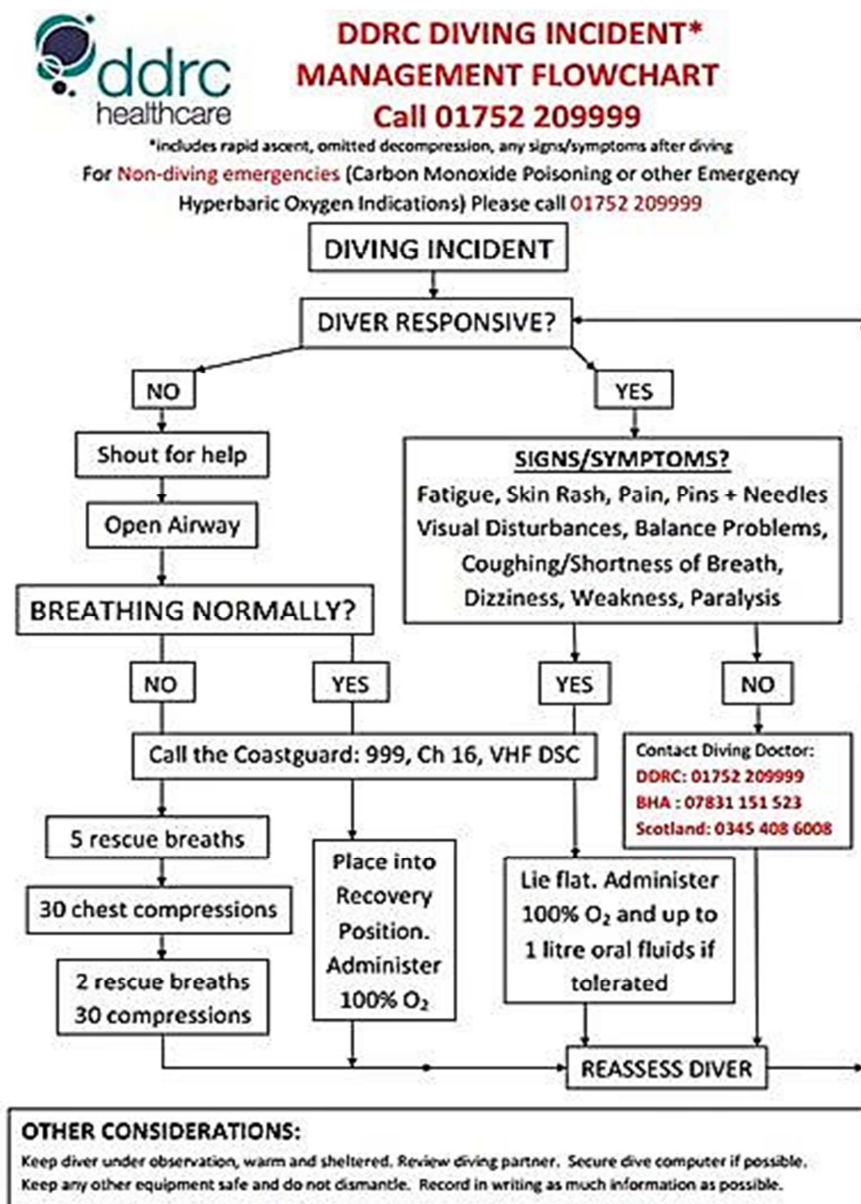 ddrc
healthcare
DDRC DIVING INCIDENT*
MANAGEMENT FLOWCHART
Call 01752 209999
*includes rapid ascent, omitted decompression, any signs/symptoms after diving
For Non-diving emergencies (Carbon Monoxide Poisoning or other Emergency
Hyperbaric Oxygen Indications) Please call 01752 209999
DIVING INCIDENT
DIVER RESPONSIVE?
NO
YES
Shout for help
Open Airway
BREATHING NORMALLY?
SIGNS/SYMPTOMS?
Fatigue, Skin Rash, Pain, Pins + Needles
Visual Disturbances, Balance Problems,
Coughing/Shortness of Breath,
Dizziness, Weakness, Paralysis
NO
YES
YES
NO
Call the Coastguard: 999, Ch 16, VHF DSC
Contact Diving Doctor:
DDRC: 01752 209999
BHA : 07831 151 523
Scotland: 0345 408 6008
5 rescue breaths
30 chest compressions
2 rescue breaths
30 compressions
Place into
Recovery
Position.
Administer
100% O₂
Lie flat. Administer
100% O₂ and up to
1 litre oral fluids if
tolerated
REASSESS DIVER
OTHER CONSIDERATIONS:
Keep diver under observation, warm and sheltered. Review diving partner. Secure dive computer if possible.
Keep any other equipment safe and do not dismantle. Record in writing as much information as possible.